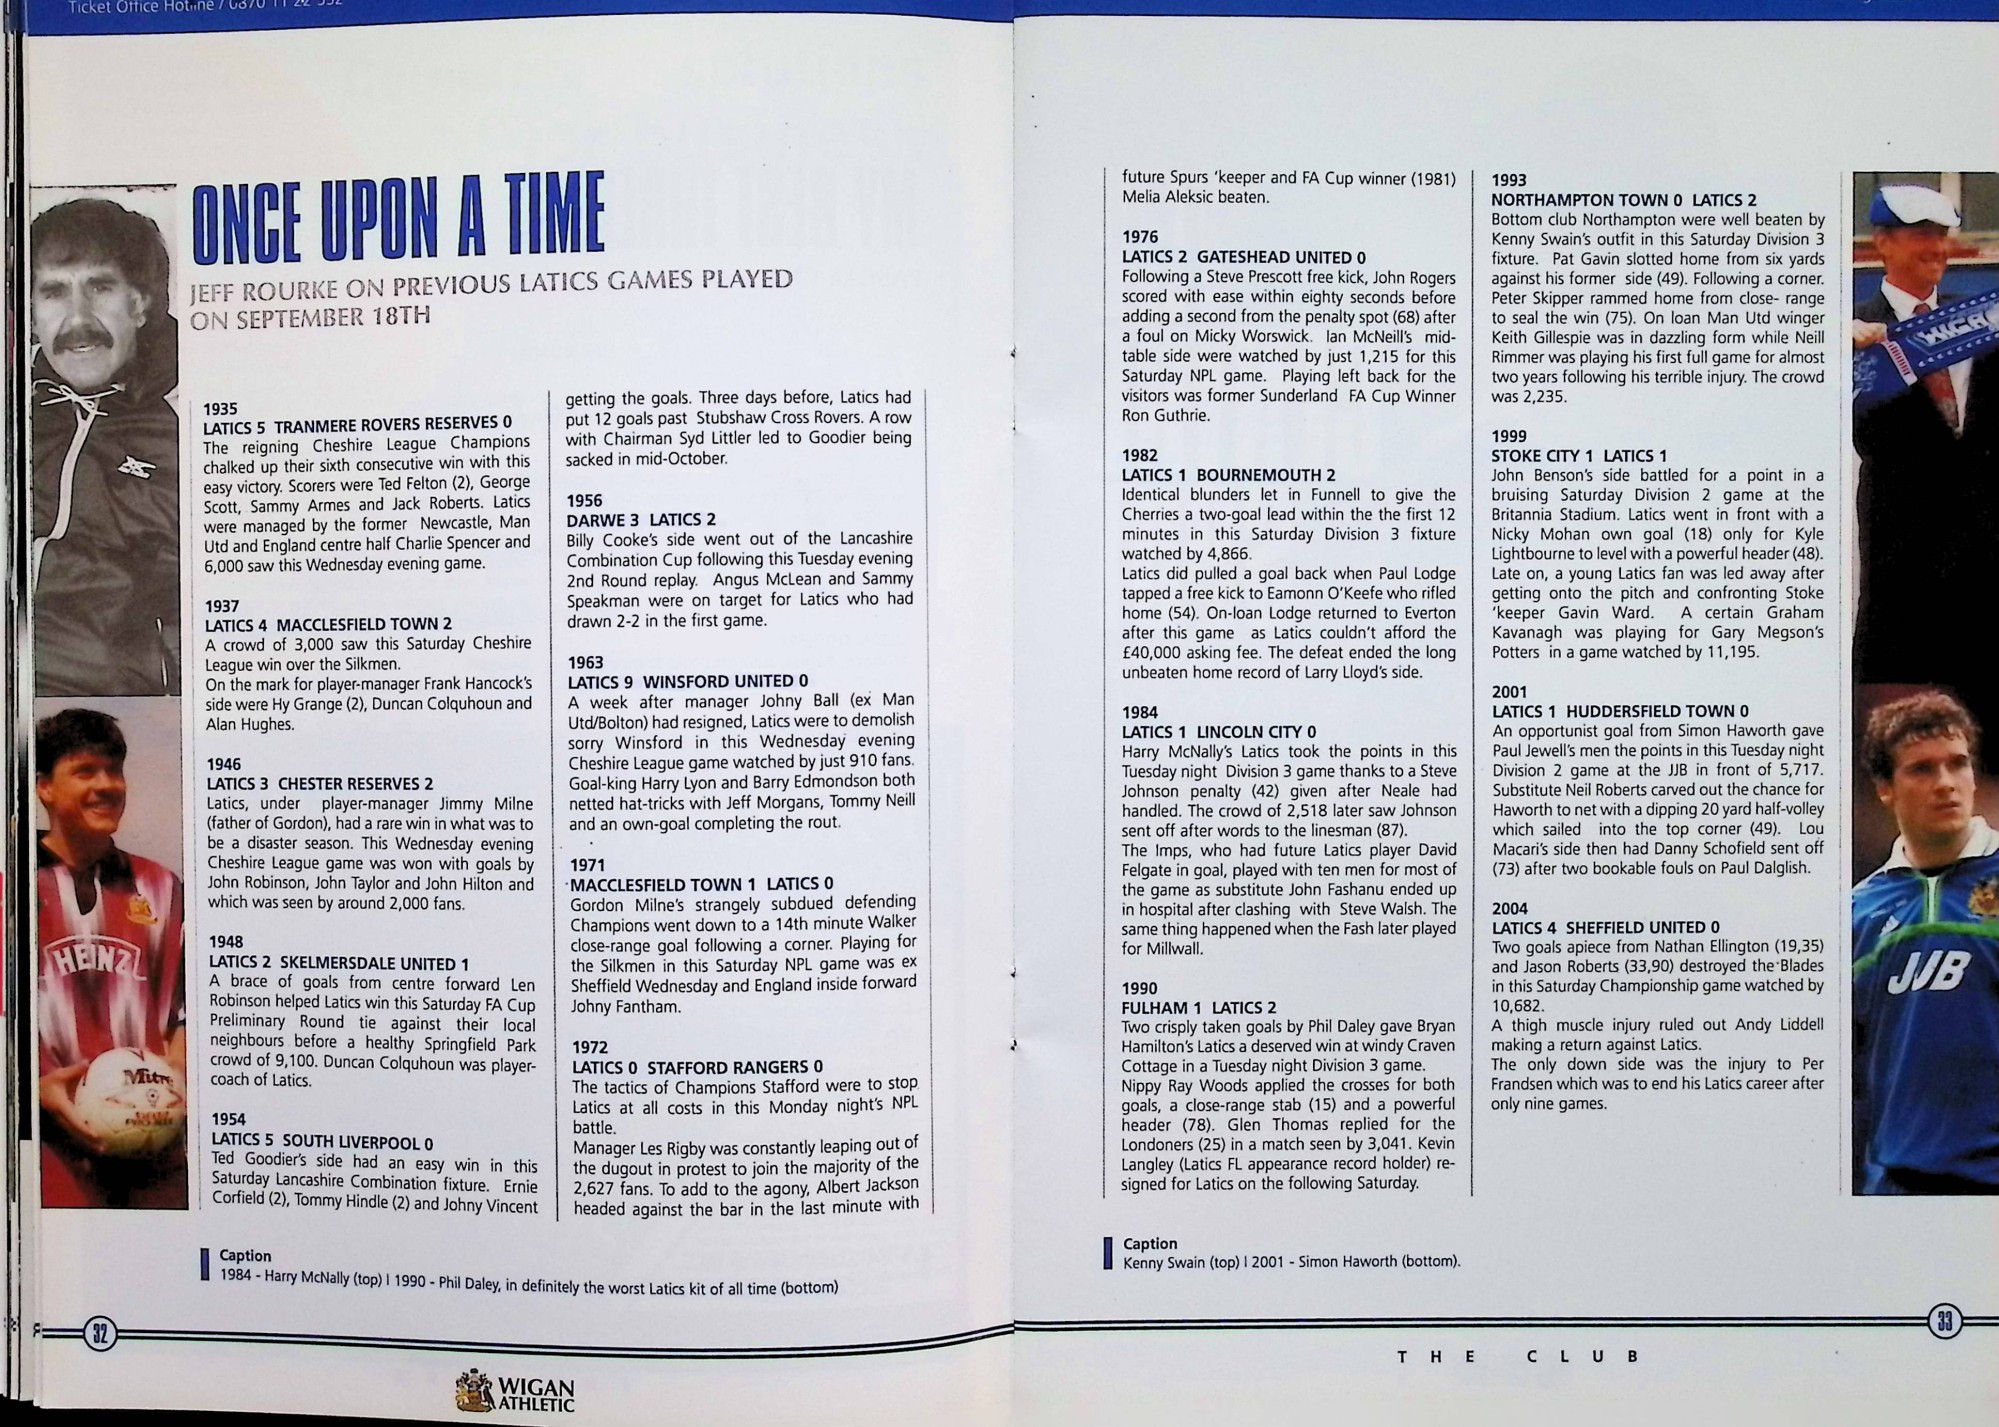 Ticket Office Hotline / 0870 11 22 552
ONCE UPON A TIME
JEFF ROURKE ON PREVIOUS LATICS GAMES PLAYED
ON SEPTEMBER 18TH
1935
LATICS 5 TRANMERE ROVERS RESERVES 0
The reigning Cheshire League Champions
chalked up their sixth consecutive win with this
easy victory. Scorers were Ted Felton (2), George
Scott, Sammy Armes and Jack Roberts. Latics
were managed by the former Newcastle, Man
Utd and England centre half Charlie Spencer and
6,000 saw this Wednesday evening game.
1937
LATICS 4 MACCLESFIELD TOWN 2
A crowd of 3,000 saw this Saturday Cheshire
League win over the Silkmen.
On the mark for player-manager Frank Hancock's
side were Hy Grange (2), Duncan Colquhoun and
Alan Hughes.
1946
LATICS 3 CHESTER RESERVES 2
Latics, under player-manager Jimmy Milne
(father of Gordon), had a rare win in what was to
be a disaster season. This Wednesday evening
Cheshire League game was won with goals by
John Robinson, John Taylor and John Hilton and
which was seen by around 2,000 fans.
1948
LATICS 2 SKELMERSDALE UNITED 1
A brace of goals from centre forward Len
Robinson helped Latics win this Saturday FA Cup
Preliminary Round tie against their local
neighbours before a healthy Springfield Park
crowd of 9,100. Duncan Colquhoun was player-
coach of Latics.
1954
LATICS 5 SOUTH LIVERPOOL 0
Ted Goodier's side had an easy win in this
Saturday Lancashire Combination fixture. Ernie
Corfield (2), Tommy Hindle (2) and Johny Vincent
getting the goals. Three days before, Latics had
put 12 goals past Stubshaw Cross Rovers. A row
with Chairman Syd Littler led to Goodier being
sacked in mid-October.
1956
DARWE 3 LATICS 2
Billy Cooke's side went out of the Lancashire
Combination Cup following this Tuesday evening
2nd Round replay. Angus McLean and Sammy
Speakman were on target for Latics who had
drawn 2-2 in the first game.
1963
LATICS 9 WINSFORD UNITED 0
A week after manager Johny Ball (ex Man
Utd/Bolton) had resigned, Latics were to demolish
sorry Winsford in this Wednesday evening
Cheshire League game watched by just 910 fans.
Goal-king Harry Lyon and Barry Edmondson both
netted hat-tricks with Jeff Morgans, Tommy Neill
and an own-goal completing the rout.
1971
MACCLESFIELD TOWN 1 LATICS 0
Gordon Milne's strangely subdued defending
Champions went down to a 14th minute Walker
close-range goal following a corner. Playing for
the Silkmen in this Saturday NPL game was ex
Sheffield Wednesday and England inside forward
Johny Fantham.
1972
LATICS 0 STAFFORD RANGERS 0
The tactics of Champions Stafford were to stop
Latics at all costs in this Monday night's NPL
battle.
Manager Les Rigby was constantly leaping out of
the dugout in protest to join the majority of the
2,627 fans. To add to the agony, Albert Jackson
headed against the bar in the last minute with
HEINZ
Mitre
Caption
1984 - Harry McNally (top) I 1990 - Phil Daley, in definitely the worst Latics kit of all time (bottom)
32
WIGAN
ATHLETIC
future Spurs 'keeper and FA Cup winner (1981)
Melia Aleksic beaten.
1976
LATICS 2 GATESHEAD UNITED 0
Following a Steve Prescott free kick, John Rogers
scored with ease within eighty seconds before
adding a second from the penalty spot (68) after
a foul on Micky Worswick. Ian McNeill's mid-
table side were watched by just 1,215 for this
Saturday NPL game. Playing left back for the
visitors was former Sunderland FA Cup Winner
Ron Guthrie.
1982
LATICS 1 BOURNEMOUTH 2
Identical blunders let in Funnell to give the
Cherries a two-goal lead within the the first 12
minutes in this Saturday Division 3 fixture
watched by 4,866.
Latics did pulled a goal back when Paul Lodge
tapped a free kick to Eamonn O'Keefe who rifled
home (54). On-loan Lodge returned to Everton
after this game as Latics couldn't afford the
£40,000 asking fee. The defeat ended the long
unbeaten home record of Larry Lloyd's side.
1984
LATICS 1 LINCOLN CITY 0
Harry McNally's Latics took the points in this
Tuesday night Division 3 game thanks to a Steve
Johnson penalty (42) given after Neale had
handled. The crowd of 2,518 later saw Johnson
sent off after words to the linesman (87).
The Imps, who had future Latics player David
Felgate in goal, played with ten men for most of
the game as substitute John Fashanu ended up
in hospital after clashing with Steve Walsh. The
same thing happened when the Fash later played
for Millwall.
1990
FULHAM 1 LATICS 2
Two crisply taken goals by Phil Daley gave Bryan
Hamilton's Latics a deserved win at windy Craven
Cottage in a Tuesday night Division 3 game.
Nippy Ray Woods applied the crosses for both
goals, a close-range stab (15) and a powerful
header (78). Glen Thomas replied for the
Londoners (25) in a match seen by 3,041. Kevin
Langley (Latics FL appearance record holder) re-
signed for Latics on the following Saturday.
1993
NORTHAMPTON TOWN 0 LATICS 2
Bottom club Northampton were well beaten by
Kenny Swain's outfit in this Saturday Division 3
fixture. Pat Gavin slotted home from six yards
against his former side (49). Following a corner.
Peter Skipper rammed home from close- range
to seal the win (75). On loan Man Utd winger
Keith Gillespie was in dazzling form while Neill
Rimmer was playing his first full game for almost
two years following his terrible injury. The crowd
was 2,235.
1999
STOKE CITY 1 LATICS 1
John Benson's side battled for a point in a
bruising Saturday Division 2 game at the
Britannia Stadium. Latics went in front with a
Nicky Mohan own goal (18) only for Kyle
Lightbourne to level with a powerful header (48).
Late on, a young Latics fan was led away after
getting onto the pitch and confronting Stoke
'keeper Gavin Ward. A certain Graham
Kavanagh was playing for Gary Megson's
Potters in a game watched by 11,195.
2001
LATICS 1 HUDDERSFIELD TOWN 0
An opportunist goal from Simon Haworth gave
Paul Jewell's men the points in this Tuesday night
Division 2 game at the JJB in front of 5,717.
Substitute Neil Roberts carved out the chance for
Haworth to net with a dipping 20 yard half-volley
which sailed into the top corner (49). Lou
Macari's side then had Danny Schofield sent off
(73) after two bookable fouls on Paul Dalglish.
2004
LATICS 4 SHEFFIELD UNITED 0
Two goals apiece from Nathan Ellington (19,35)
and Jason Roberts (33,90) destroyed the Blades
in this Saturday Championship game watched by
10,682.
A thigh muscle injury ruled out Andy Liddell
making a return against Latics.
The only down side was the injury to Per
Frandsen which was to end his Latics career after
only nine games.
JJB
Caption
Kenny Swain (top) I 2001 - Simon Haworth (bottom).
33
THE CLUB